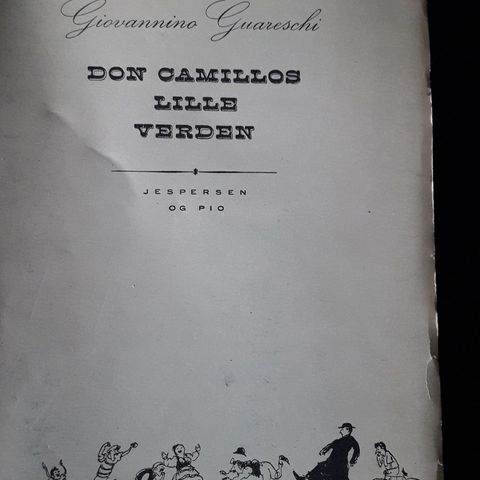 Giovannino Guareschi
DON CAMILLOS
LILLE
VERDEN
JESPERSEN
OG PIO